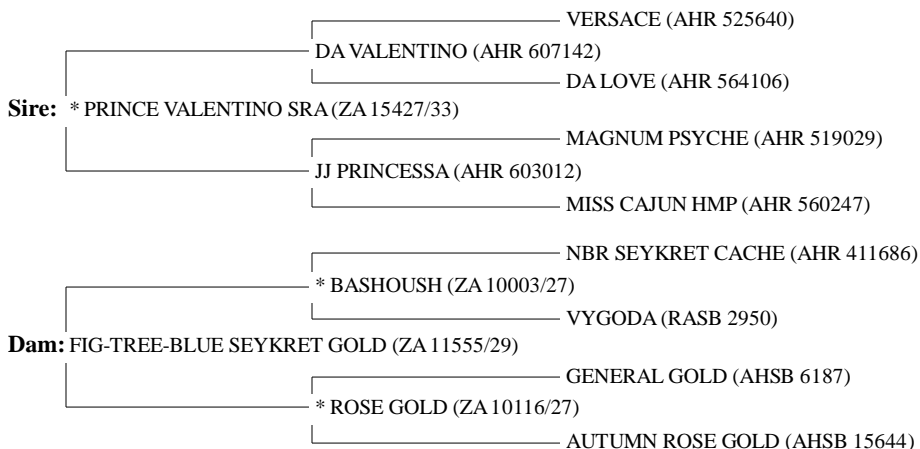 VERSACE (AHR 525640)
DA VALENTINO (AHR 607142)
DA LOVE (AHR 564106)
Sire: * PRINCE VALENTINO SRA (ZA 15427/33)
MAGNUM PSYCHE (AHR 519029)
JJ PRINCESSA (AHR 603012)
MISS CAJUN HMP (AHR 560247)
NBR SEYKRET CACHE (AHR 411686)
* BASHOUSH (ZA 10003/27)
VYGODA (RASB 2950)
Dam: FIG-TREE-BLUE SEYKRET GOLD (ZA 11555/29)
GENERAL GOLD (AHSB 6187)
* ROSE GOLD (ZA 10116/27)
AUTUMN ROSE GOLD (AHSB 15644)